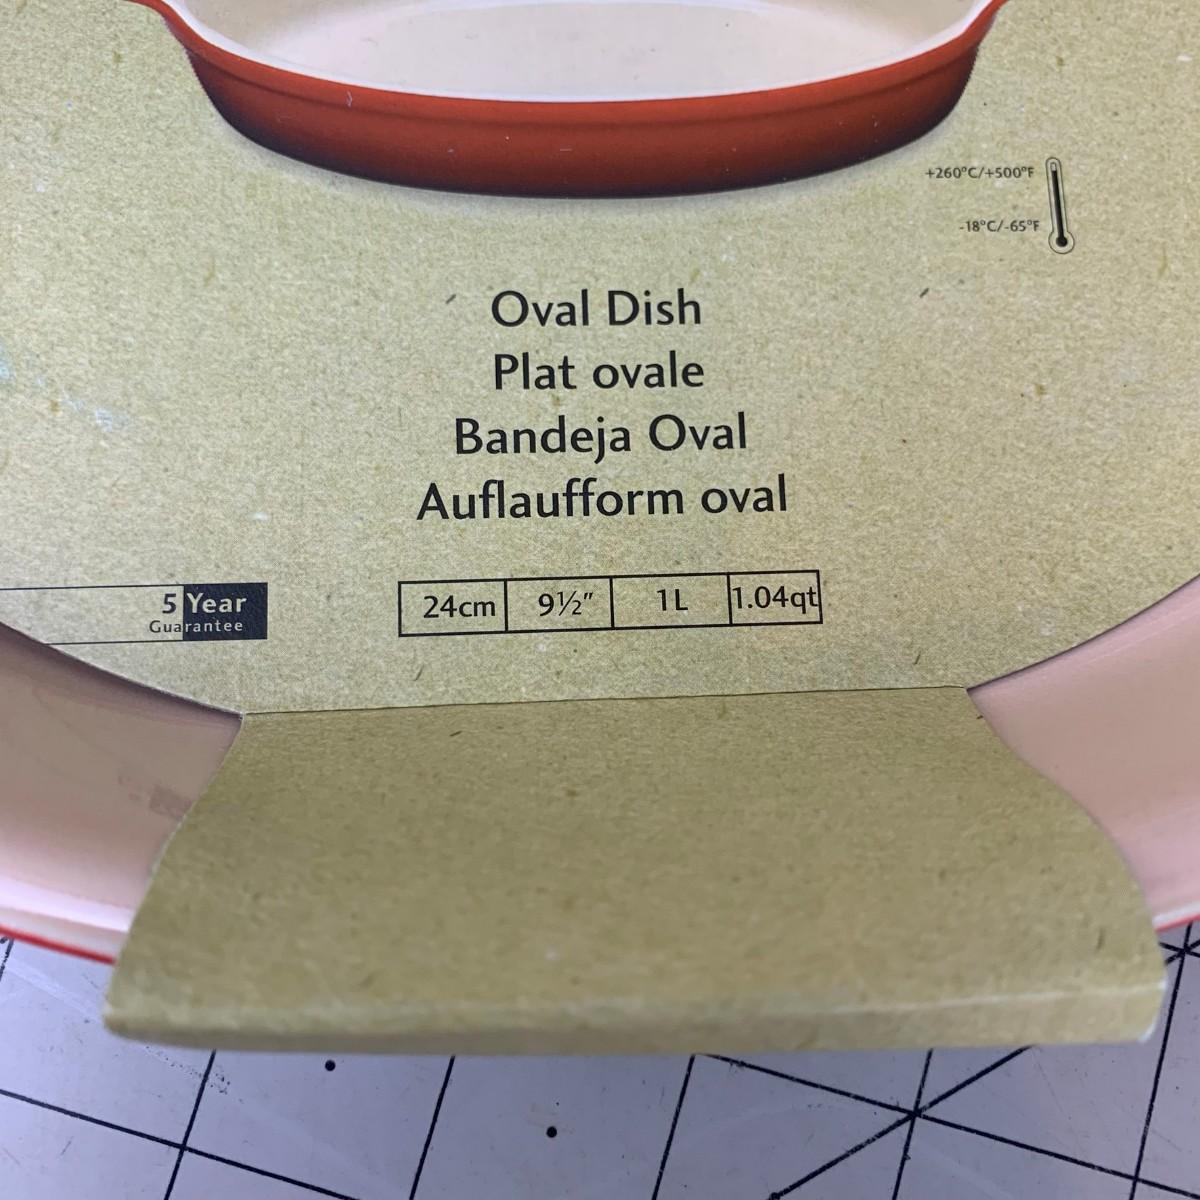 +260°C/+500°F
-18°C/-65°F
Oval Dish
Plat ovale
Bandeja Oval
Auflaufform oval
5 Year
Guarantee
24cm 9½" 1L 1.04qt